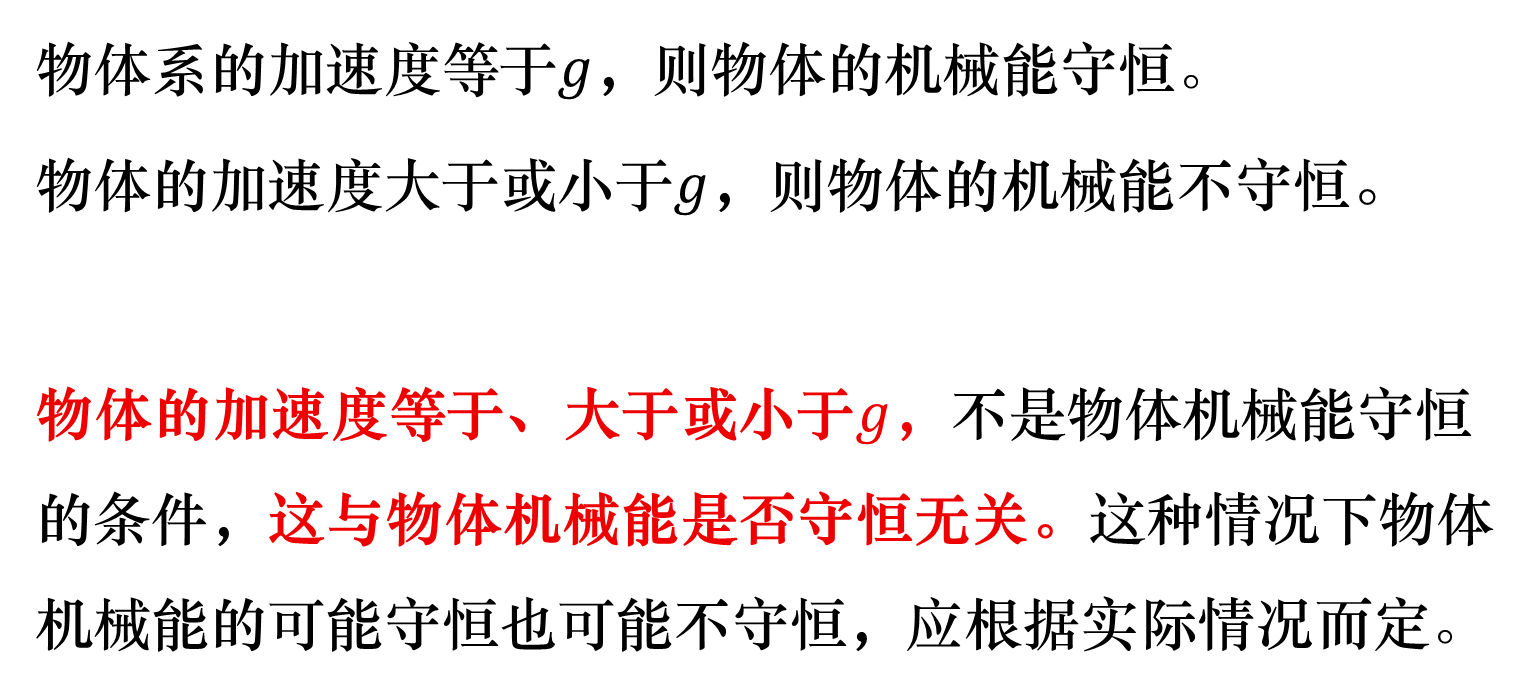 物体系的加速度等于g，则物体的机械能守恒。
物体的加速度大于或小于g，则物体的机械能不守恒。
物体的加速度等于、大于或小于g，不是物体机械能守恒
的条件，这与物体机械能是否守恒无关。这种情况下物体
机械能的可能守恒也可能不守恒，应根据实际情况而定。